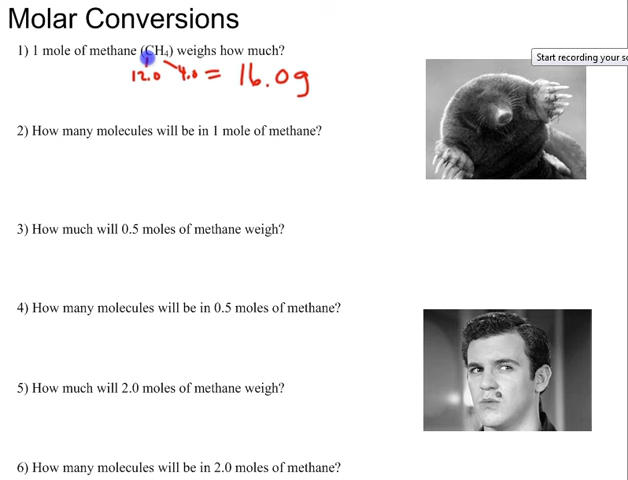 Molar Conversions
1) 1 mole of methane (CH₄) weighs how much?
12.0 4.0 = 16.0g
Start recording your
2) How many molecules will be in 1 mole of methane?
3) How much will 0.5 moles of methane weigh?
4) How many molecules will be in 0.5 moles of methane?
5) How much will 2.0 moles of methane weigh?
6) How many molecules will be in 2.0 moles of methane?